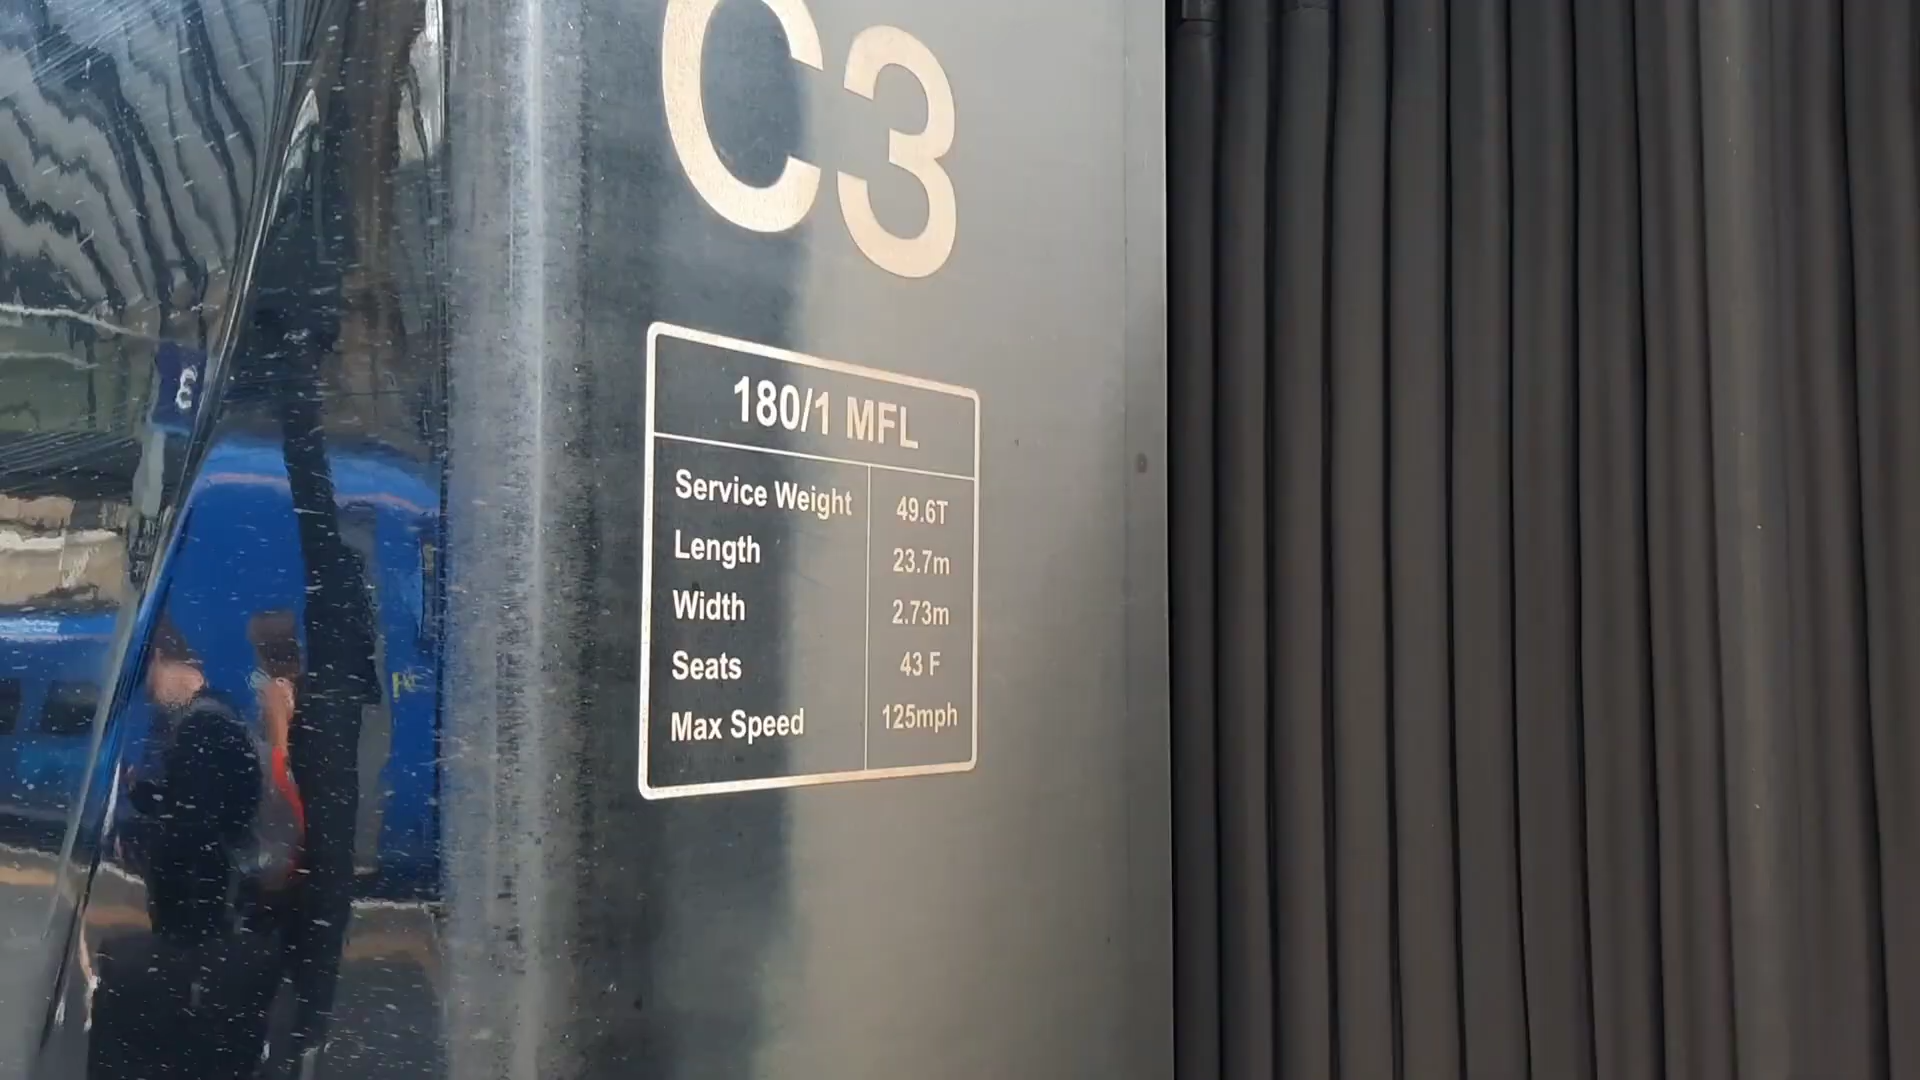 C3
180/1 MFL
Service Weight 49.6T
Length 23.7m
Width 2.73m
Seats 43 F
Max Speed 125mph